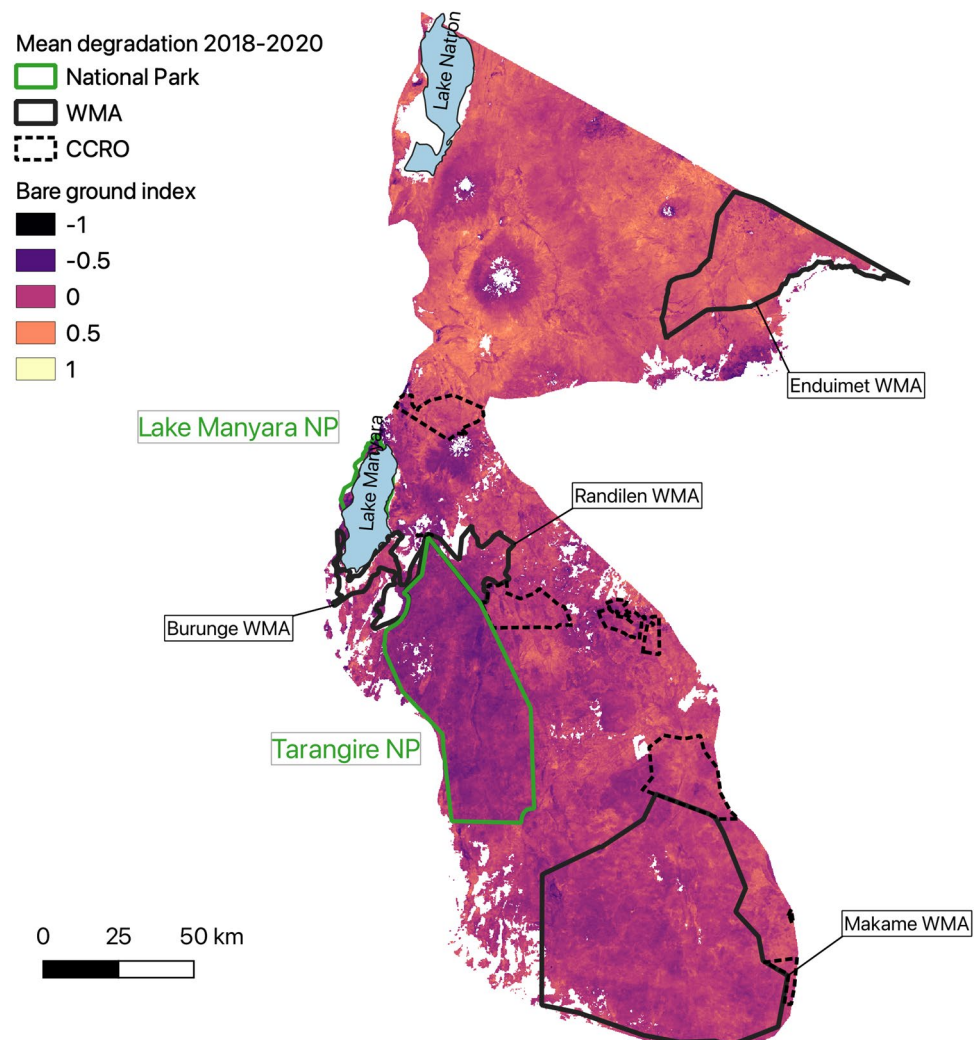 Mean degradation 2018-2020
National Park
WMA
CCRO
Bare ground index
-1
-0.5
0
0.5
1
Lake Natron
Enduimet WMA
Lake Manyara NP
Lake Manyara
Randilen WMA
Burunge WMA
Tarangire NP
Makame WMA
0 25 50 km